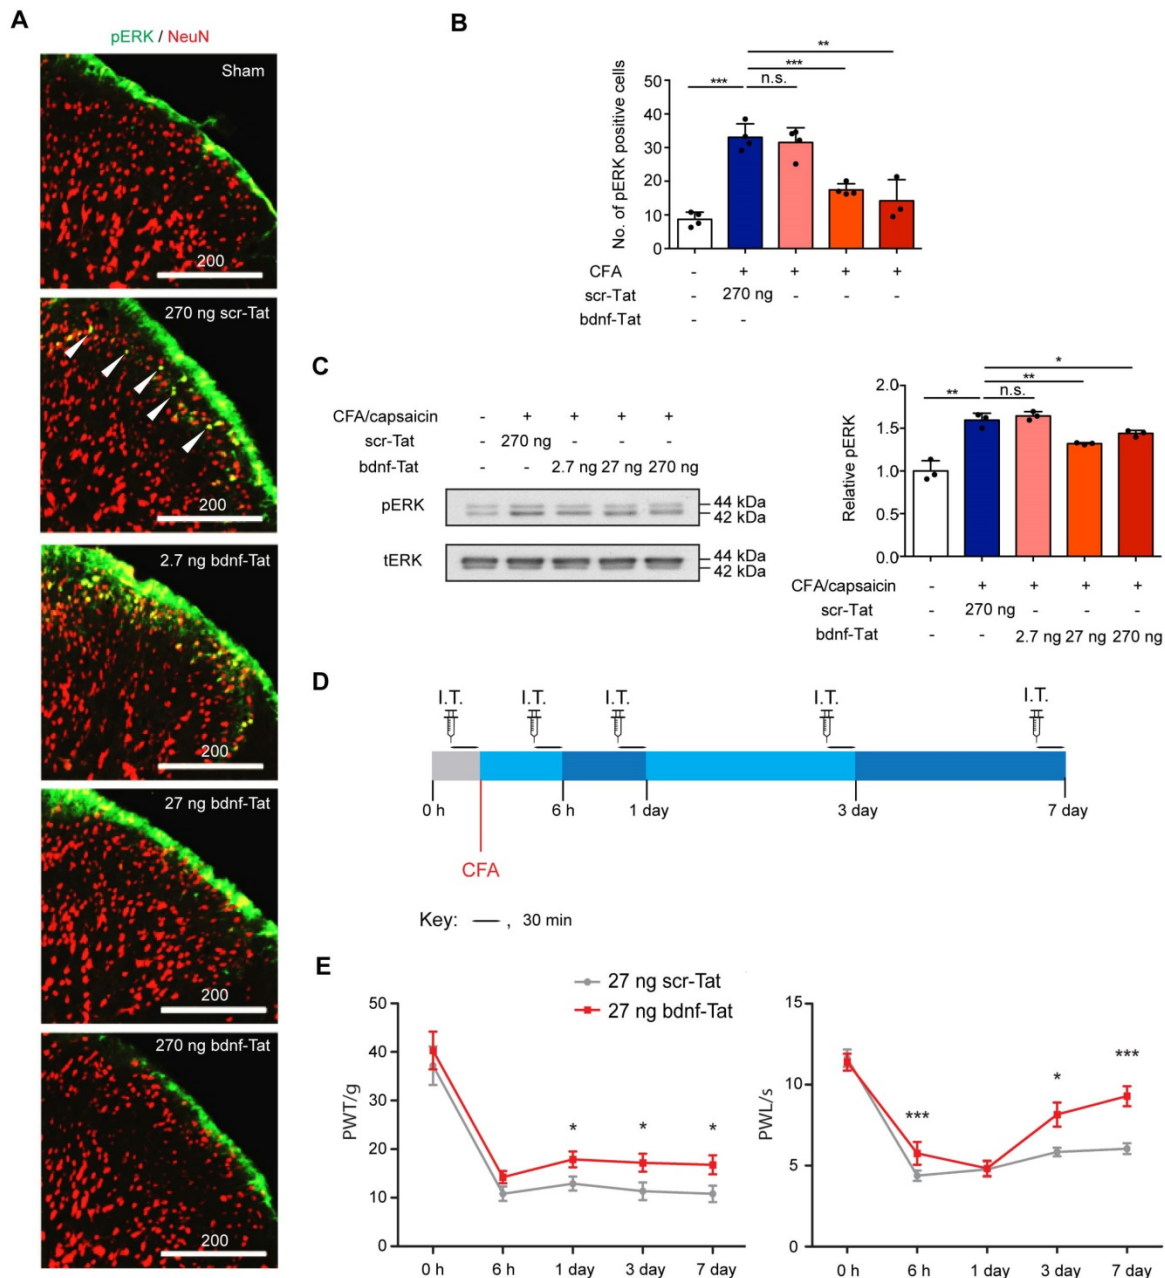 A
pERK / NeuN
Sham
200
270 ng scr-Tat
200
2.7 ng bdnf-Tat
200
27 ng bdnf-Tat
200
270 ng bdnf-Tat
200
B
No. of pERK positive cells
50
40
30
20
10
0
**
***
*** n.s.
CFA - + + + +
scr-Tat - 270 ng - - -
bdnf-Tat - -
C
CFA/capsaicin - + + + +
scr-Tat - 270 ng - - -
bdnf-Tat - - 2.7 ng 27 ng 270 ng
pERK
44 kDa
42 kDa
tERK
44 kDa
42 kDa
Relative pERK
2.0
1.5
1.0
0.5
0.0
*
**
** n.s.
CFA/capsaicin - + + + +
scr-Tat - 270 ng - - -
bdnf-Tat - - 2.7 ng 27 ng 270 ng
D
I.T. I.T. I.T. I.T. I.T.
0 h 6 h 1 day 3 day 7 day
CFA
Key: , 30 min
E
27 ng scr-Tat
27 ng bdnf-Tat
PWT/g
50
40
30
20
10
0
* * *
0 h 6 h 1 day 3 day 7 day
PWL/s
15
10
5
0
*** * ***
0 h 6 h 1 day 3 day 7 day